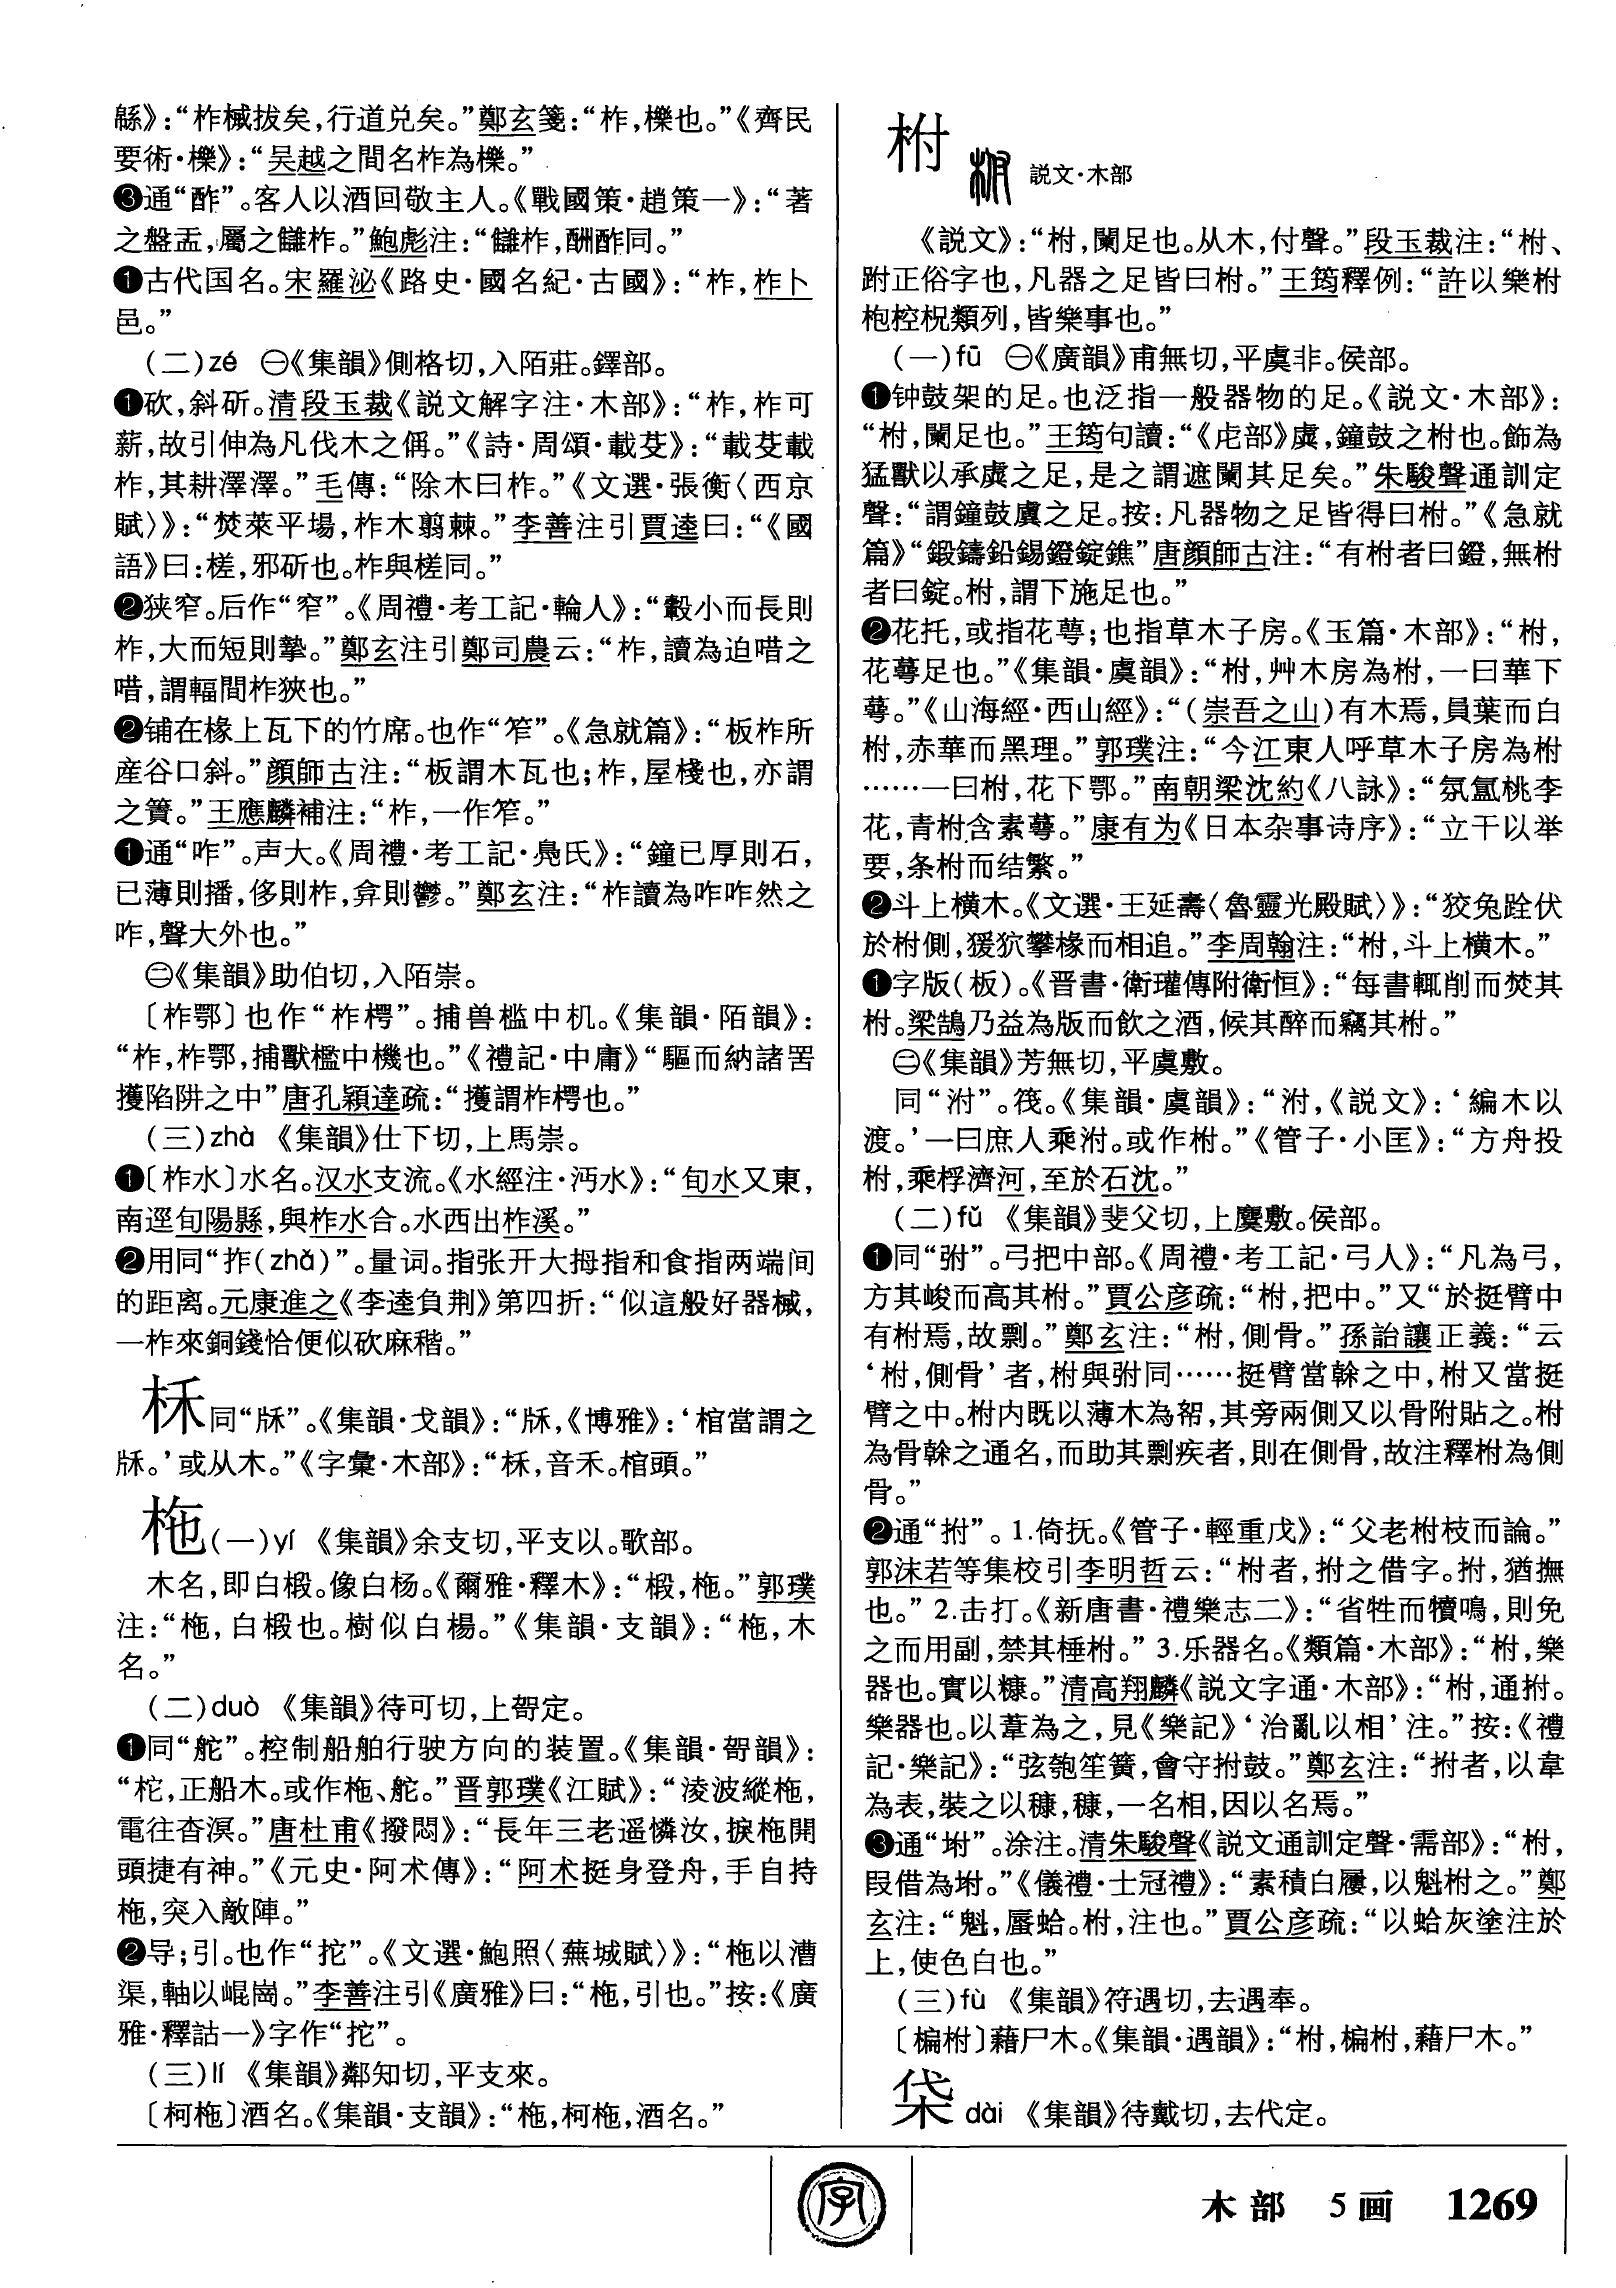 緜》：“柞棫拔矣，行道兑矣。”鄭玄箋：“柞，櫟也。”《齊民
要術·櫟》：“吴越之間名柞為櫟。”
❸通“酢”。客人以酒回敬主人。《戰國策·趙策一》：“著
之盤盂，屬之讎柞。”鮑彪注：“讎柞，酬酢同。”
❶古代国名。宋羅泌《路史·國名紀·古國》：“柞，柞卜
邑。”
(二)zé ㊀《集韻》側格切，入陌莊。鐸部。
❶砍，斜斫。清段玉裁《説文解字注·木部》：“柞，柞可
薪，故引伸為凡伐木之偁。”《詩·周頌·載芟》：“載芟載
柞，其耕澤澤。”毛傳：“除木曰柞。”《文選·張衡〈西京
賦〉》：“焚萊平場，柞木翦棘。”李善注引賈逵曰：“《國
語》曰：槎，邪斫也。柞與槎同。”
❷狭窄。后作“窄”。《周禮·考工記·輪人》：“轂小而長則
柞，大而短則摯。”鄭玄注引鄭司農云：“柞，讀為迫唶之
唶，謂輻間柞狹也。”
❷铺在椽上瓦下的竹席。也作“笮”。《急就篇》：“板柞所
産谷口斜。”顔師古注：“板謂木瓦也；柞，屋棧也，亦謂
之簀。”王應麟補注：“柞，一作笮。”
❶通“咋”。声大。《周禮·考工記·鳧氏》：“鐘已厚則石，
已薄則播，侈則柞，弇則鬱。”鄭玄注：“柞讀為咋咋然之
咋，聲大外也。”
㊁《集韻》助伯切，入陌崇。
〔柞鄂〕也作“柞楞”。捕兽槛中机。《集韻·陌韻》：
“柞，柞鄂，捕獸檻中機也。”《禮記·中庸》“驅而納諸罟
擭陷阱之中”唐孔穎達疏：“擭謂柞楞也。”
(三)zhà 《集韻》仕下切，上馬崇。
❶〔柞水〕水名。汉水支流。《水經注·沔水》：“旬水又東，
南逕旬陽縣，與柞水合。水西出柞溪。”
❷用同“拃(zhǎ)”。量词。指张开大拇指和食指两端间
的距离。元康進之《李逵負荆》第四折：“似這般好器械，
一柞來銅錢恰便似砍麻稭。”
柇同“牀”。《集韻·戈韻》：“，《博雅》：‘棺當謂之
。’或从木。”《字彙·木部》：“柇，音禾。棺頭。”
柂(一)yí 《集韻》余支切，平支以。歌部。
木名，即白椴。像白杨。《爾雅·釋木》：“椴，柂。”郭璞
注：“柂，白椴也。樹似白楊。”《集韻·支韻》：“柂，木
名。”
(二)duò 《集韻》待可切，上哿定。
❶同“舵”。控制船舶行驶方向的装置。《集韻·哿韻》：
“柁，正船木。或作柂、舵。”晋郭璞《江賦》：“淩波縱柂，
電往杳溟。”唐杜甫《撥悶》：“長年三老遥憐汝，捩柂開
頭捷有神。”《元史·阿术傳》：“阿术挺身登舟，手自持
柂，突入敵陣。”
❷导；引。也作“拕”。《文選·鮑照〈蕪城賦〉》：“柂以漕
渠，軸以崐崗。”李善注引《廣雅》曰：“柂，引也。”按：《廣
雅·釋詁一》字作“拕”。
(三)lí 《集韻》鄰知切，平支來。
〔柯柂〕酒名。《集韻·支韻》：“柂，柯柂，酒名。”
柎 説文·木部
《説文》：“柎，闌足也。从木，付聲。”段玉裁注：“柎、
跗正俗字也，凡器之足皆曰柎。”王筠釋例：“許以樂柎
枹椌柷類列，皆樂事也。”
(一)fū ㊀《廣韻》甫無切，平虞非。侯部。
❶钟鼓架的足。也泛指一般器物的足。《説文·木部》：
“柎，闌足也。”王筠句讀：“《虍部》虡，鐘鼓之柎也。飾為
猛獸以承虡之足，是之謂遮闌其足矣。”朱駿聲通訓定
聲：“謂鐘鼓虡之足。按：凡器物之足皆得曰柎。”《急就
篇》“鍛鑄鉛錫鐙錠鐎”唐顔師古注：“有柎者曰鐙，無柎
者曰錠。柎，謂下施足也。”
❷花托，或指花萼；也指草木子房。《玉篇·木部》：“柎，
花萼足也。”《集韻·虞韻》：“柎，艸木房為柎，一曰華下
萼。”《山海經·西山經》：“(崇吾之山)有木焉，員葉而白
柎，赤華而黑理。”郭璞注：“今江東人呼草木子房為柎
……一曰柎，花下鄂。”南朝梁沈約《八詠》：“氛氳桃李
花，青柎含素萼。”康有为《日本杂事诗序》：“立干以举
要，条柎而结繁。”
❷斗上横木。《文選·王延壽〈魯靈光殿賦〉》：“狡兔跧伏
於柎側，猨狖攀椽而相追。”李周翰注：“柎，斗上横木。”
❶字版(板)。《晋書·衛瓘傳附衛恒》：“每書輒削而焚其
柎。梁鵠乃益為版而飲之酒，候其醉而竊其柎。”
㊁《集韻》芳無切，平虞敷。
同“泭”。筏。《集韻·虞韻》：“泭，《説文》：‘編木以
渡。’一曰庶人乘泭。或作柎。”《管子·小匡》：“方舟投
柎，乘桴濟河，至於石沈。”
(二)fǔ 《集韻》斐父切，上麌敷。侯部。
❶同“弣”。弓把中部。《周禮·考工記·弓人》：“凡為弓，
方其峻而高其柎。”賈公彦疏：“柎，把中。”又“於挺臂中
有柎焉，故剽。”鄭玄注：“柎，側骨。”孫詒讓正義：“云
‘柎，側骨’者，柎與弣同……挺臂當榦之中，柎又當挺
臂之中。柎内既以薄木為帤，其旁兩側又以骨附貼之。柎
為骨榦之通名，而助其剽疾者，則在側骨，故注釋柎為側
骨。”
❷通“拊”。1.倚抚。《管子·輕重戊》：“父老柎枝而論。”
郭沫若等集校引李明哲云：“柎者，拊之借字。拊，猶撫
也。”2.击打。《新唐書·禮樂志二》：“省牲而犢鳴，則免
之而用副，禁其棰柎。”3.乐器名。《類篇·木部》：“柎，樂
器也。實以糠。”清高翔麟《説文字通·木部》：“柎，通拊。
樂器也。以葦為之，見《樂記》‘治亂以相’注。”按：《禮
記·樂記》：“弦匏笙簧，會守拊鼓。”鄭玄注：“拊者，以韋
為表，裝之以穅，穅，一名相，因以名焉。”
❸通“坿”。涂注。清朱駿聲《説文通訓定聲·需部》：“柎，
叚借為坿。”《儀禮·士冠禮》：“素積白屨，以魁柎之。”鄭
玄注：“魁，蜃蛤。柎，注也。”賈公彦疏：“以蛤灰塗注於
上，使色白也。”
(三)fù 《集韻》符遇切，去遇奉。
〔楄柎〕藉尸木。《集韻·遇韻》：“柎，楄柎，藉尸木。”
柋dài 《集韻》待戴切，去代定。
字
木部 5画 1269